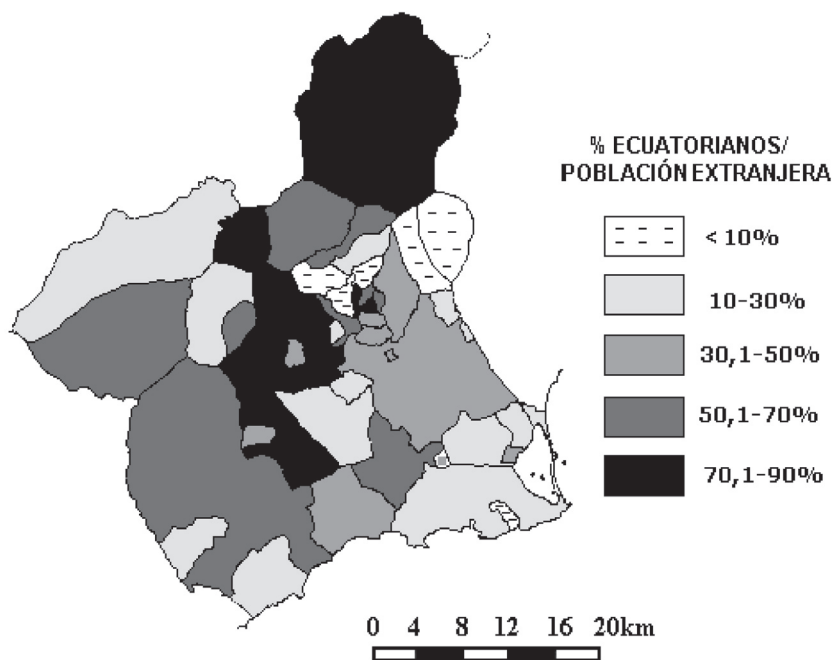 % ECUATORIANOS/
POBLACIÓN EXTRANJERA
< 10%
10-30%
30,1-50%
50,1-70%
70,1-90%
0 4 8 12 16 20km